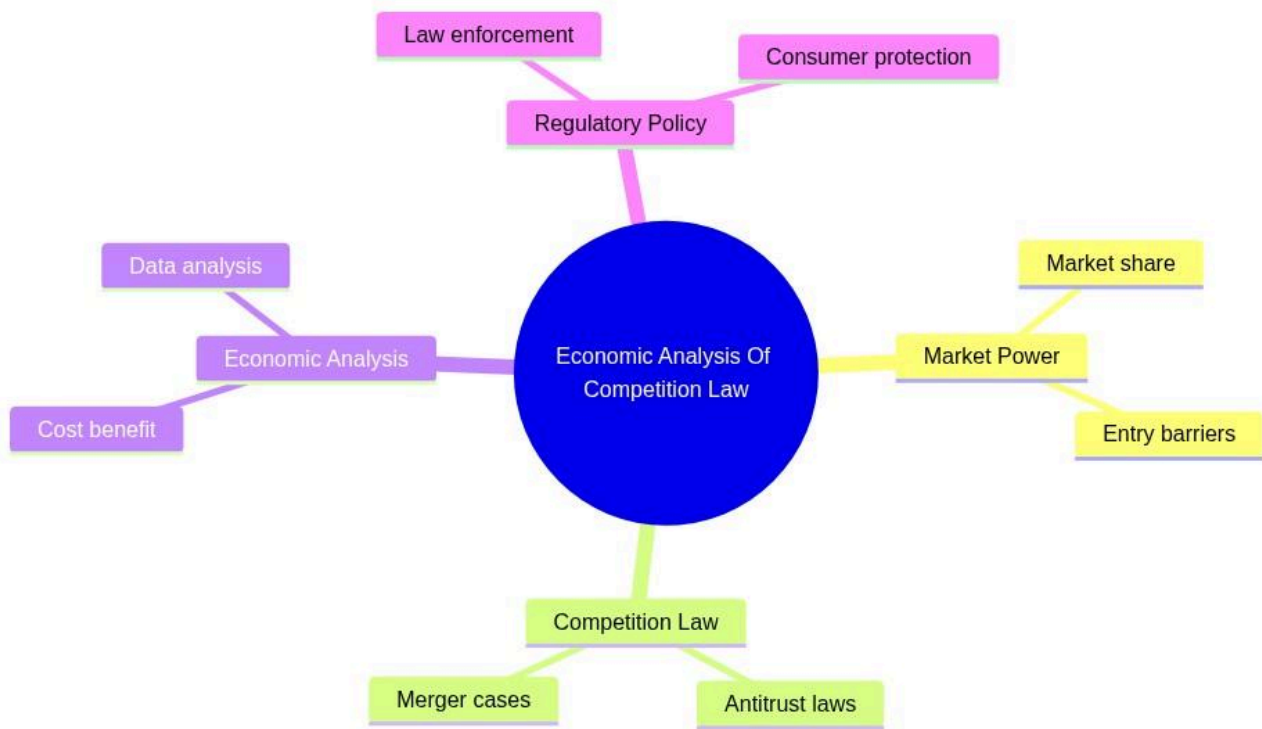 Law enforcement
Consumer protection
Regulatory Policy
Data analysis
Market share
Economic Analysis
Economic Analysis Of
Competition Law
Market Power
Cost benefit
Entry barriers
Competition Law
Merger cases
Antitrust laws